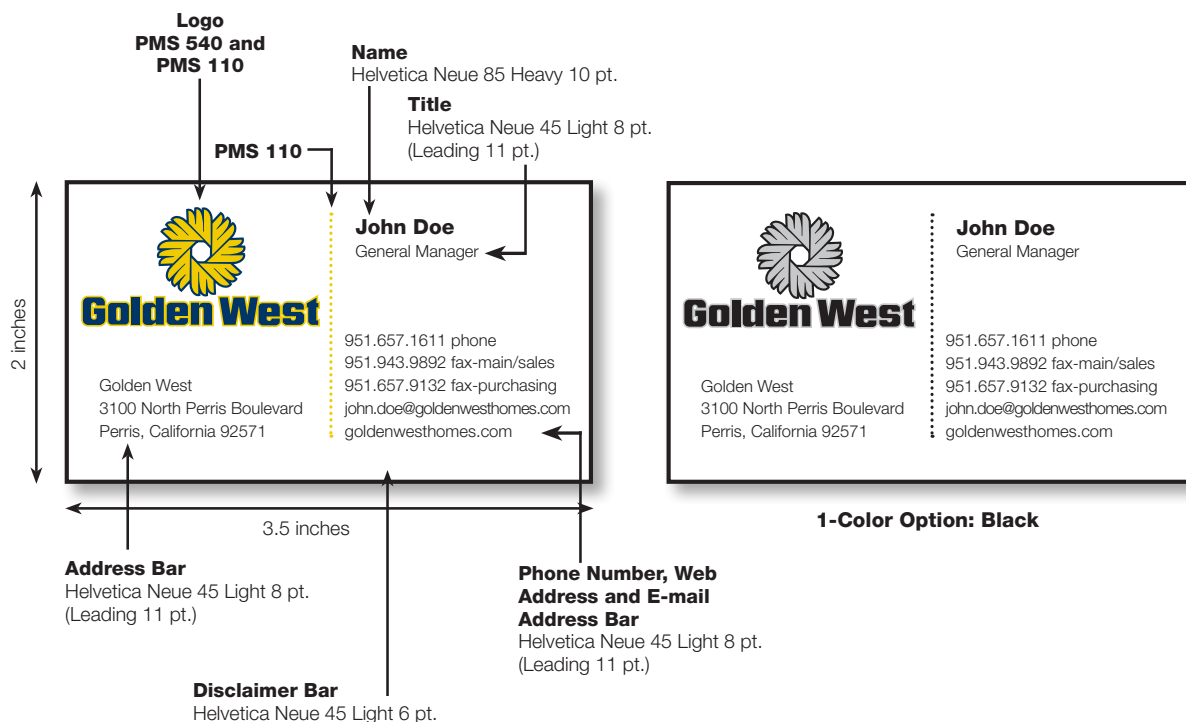 Logo
PMS 540 and
PMS 110
Name
Helvetica Neue 85 Heavy 10 pt.
Title
Helvetica Neue 45 Light 8 pt.
(Leading 11 pt.)
PMS 110
2 inches
Golden West
Golden West
3100 North Perris Boulevard
Perris, California 92571
John Doe
General Manager
951.657.1611 phone
951.943.9892 fax-main/sales
951.657.9132 fax-purchasing
john.doe@goldenwesthomes.com
goldenwesthomes.com
3.5 inches
Golden West
Golden West
3100 North Perris Boulevard
Perris, California 92571
John Doe
General Manager
951.657.1611 phone
951.943.9892 fax-main/sales
951.657.9132 fax-purchasing
john.doe@goldenwesthomes.com
goldenwesthomes.com
1-Color Option: Black
Address Bar
Helvetica Neue 45 Light 8 pt.
(Leading 11 pt.)
Phone Number, Web
Address and E-mail
Address Bar
Helvetica Neue 45 Light 8 pt.
(Leading 11 pt.)
Disclaimer Bar
Helvetica Neue 45 Light 6 pt.